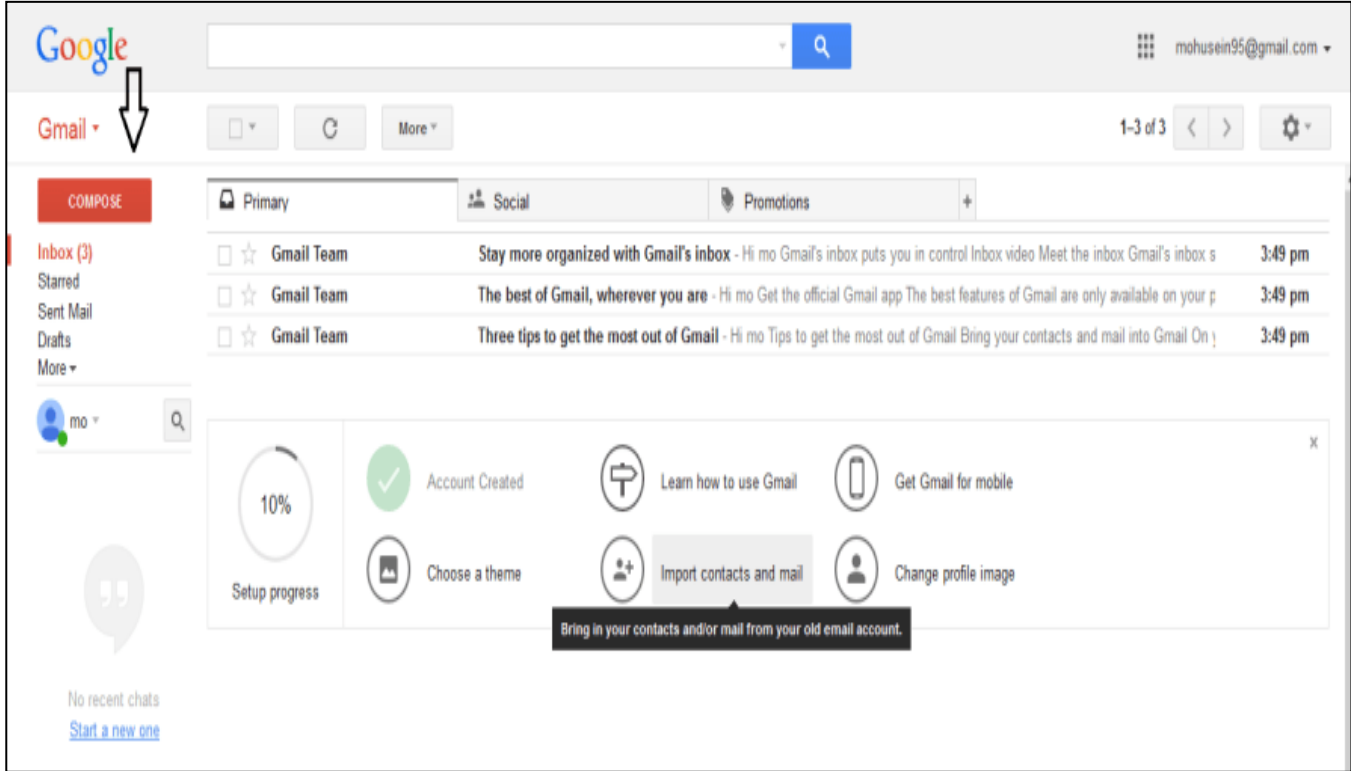 Google
mohusein95@gmail.com
Gmail
More
1–3 of 3
COMPOSE
Primary
Social
Promotions
+
Inbox (3)
Starred
Sent Mail
Drafts
More
Gmail Team Stay more organized with Gmail's inbox - Hi mo Gmail's inbox puts you in control Inbox video Meet the inbox Gmail's inbox s 3:49 pm
Gmail Team The best of Gmail, wherever you are - Hi mo Get the official Gmail app The best features of Gmail are only available on your p 3:49 pm
Gmail Team Three tips to get the most out of Gmail - Hi mo Tips to get the most out of Gmail Bring your contacts and mail into Gmail On 3:49 pm
mo
x
10%
Setup progress
Account Created
Learn how to use Gmail
Get Gmail for mobile
Choose a theme
Import contacts and mail
Change profile image
Bring in your contacts and/or mail from your old email account.
No recent chats
Start a new one